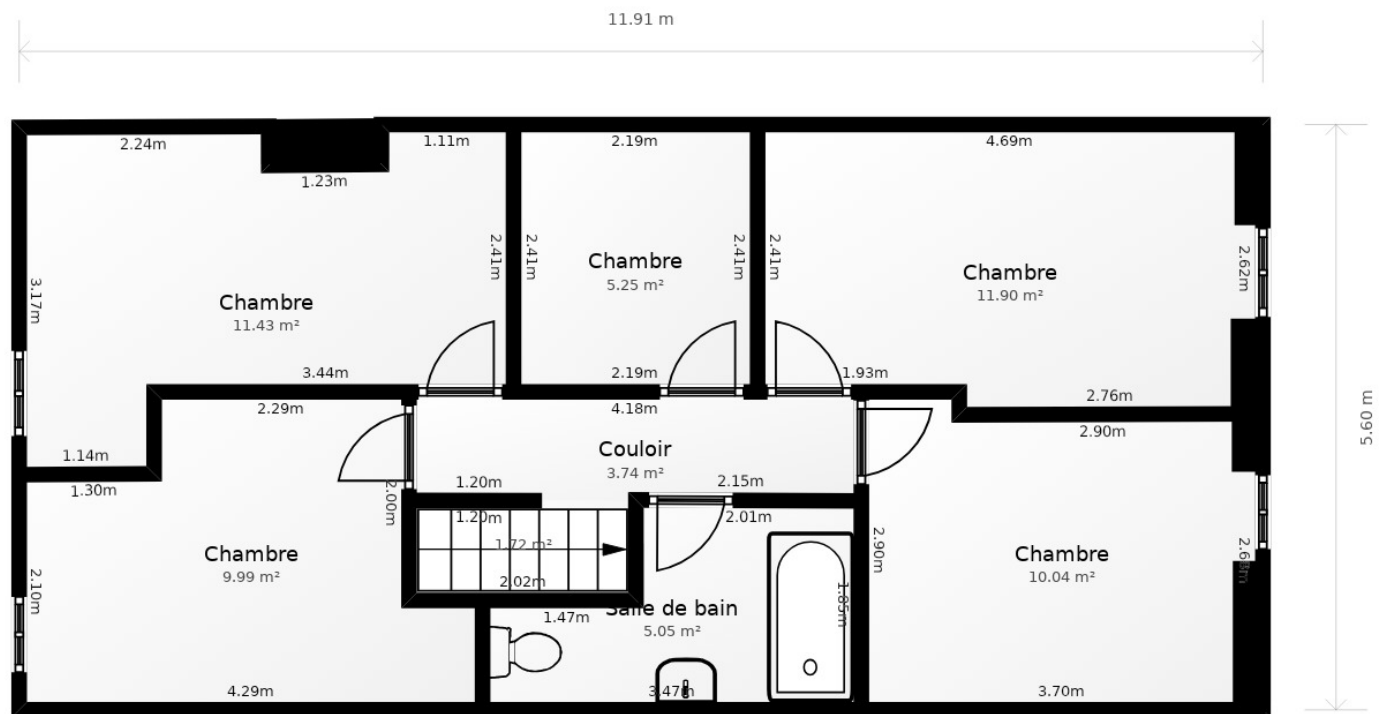 11.91 m
2.24m
1.11m
2.19m
4.69m
1.23m
2.41m
2.41m
2.41m
2.41m
2.62m
Chambre
5.25 m²
Chambre
11.90 m²
3.17m
Chambre
11.43 m²
3.44m
2.19m
1.93m
2.76m
2.29m
4.18m
2.90m
5.60 m
1.14m
Couloir
3.74 m²
1.30m
1.20m
2.15m
2.00m
1.20m
2.01m
1.72 m²
2.90m
Chambre
9.99 m²
Chambre
10.04 m²
2.10m
2.02m
1.85m
1.47m
Salle de bain
5.05 m²
4.29m
3.47m
3.70m